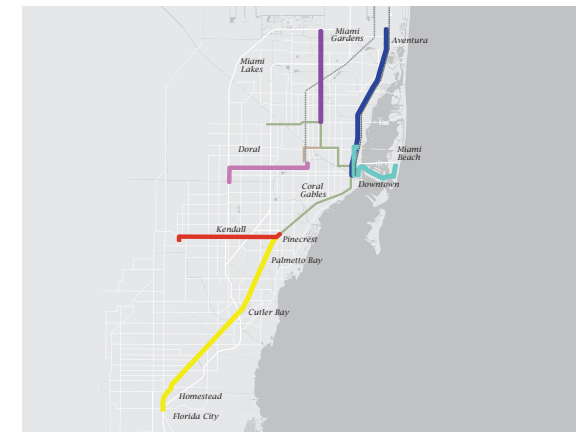 Miami
Gardens
Aventura
Miami
Lakes
Doral
Miami
Beach
Coral
Gables
Downtown
Kendall
Pinecrest
Palmetto Bay
Cutler Bay
Homestead
Florida City